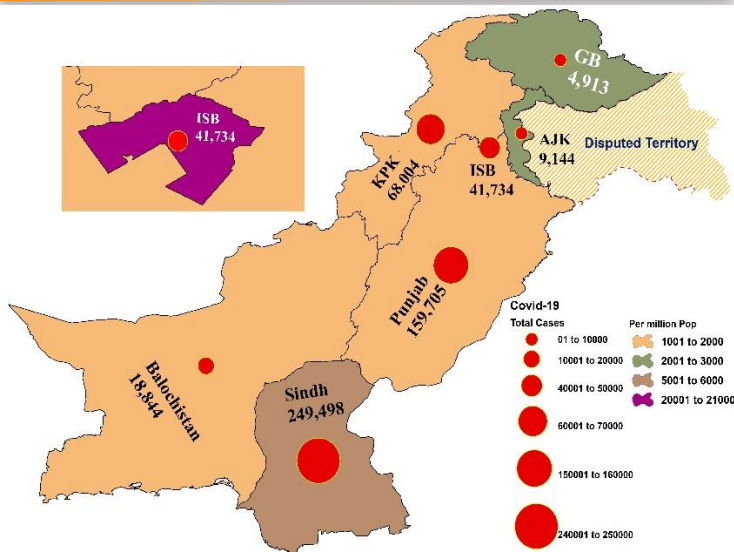 GB
4,913
ISB
41,734
AJK
9,144
Disputed Territory
KPK
68.004
ISB
41,734
Punjab
159,705
Balochistan
18,844
Sindh
249,498
Covid-19
Total Cases
01 to 10000
10001 to 20000
40001 to 50000
60001 to 70000
150001 to 160000
240001 to 250000
Per million Pop
1001 to 2000
2001 to 3000
5001 to 6000
20001 to 21000